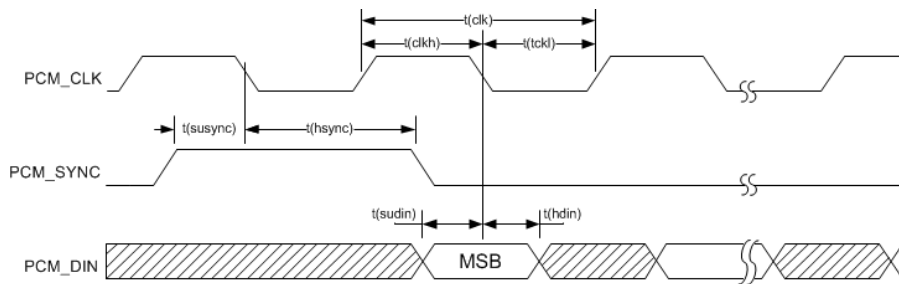 t(clk)
t(clkh) t(tckl)
PCM_CLK
t(susync) t(hsync)
PCM_SYNC
t(sudin) t(hdin)
PCM_DIN MSB